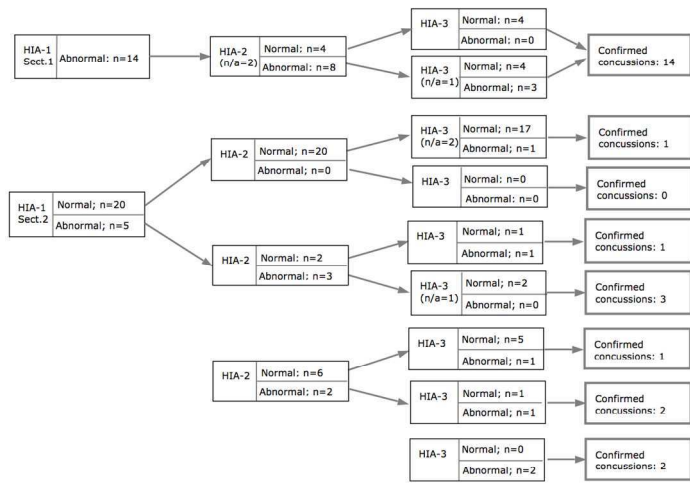 HIA-1
Sect.1
Abnormal: n=14
HIA-2
(n/a=2)
Normal: n=4
Abnormal: n=8
HIA-3
Normal: n=4
Abnormal: n=0
HIA-3
(n/a=1)
Normal; n=4
Abnormal; n=3
Confirmed
concussions: 14
HIA-1
Sect.2
Normal; n=20
Abnormal; n=5
HIA-2
Normal; n=20
Abnormal; n=0
HIA-3
(n/a=2)
Normal; n=17
Abnormal; n=1
Confirmed
concussions: 1
HIA-3
Normal; n=0
Abnormal: n=0
Confirmed
concussions: 0
HIA-2
Normal: n=2
Abnormal: n=3
HIA-3
Normal; n=1
Abnormal; n=1
Confirmed
concussions: 1
HIA-3
(n/a=1)
Normal; n=2
Abnormal; n=0
Confirmed
concussions: 3
HIA-2
Normal: n=6
Abnormal; n=2
HIA-3
Normal; n=5
Abnormal; n=1
Confirmed
concussions: 1
HIA-3
Normal; n=1
Abnormal; n=1
Confirmed
concussions: 2
HIA-3
Normal; n=0
Abnormal; n=2
Confirmed
concussions: 2